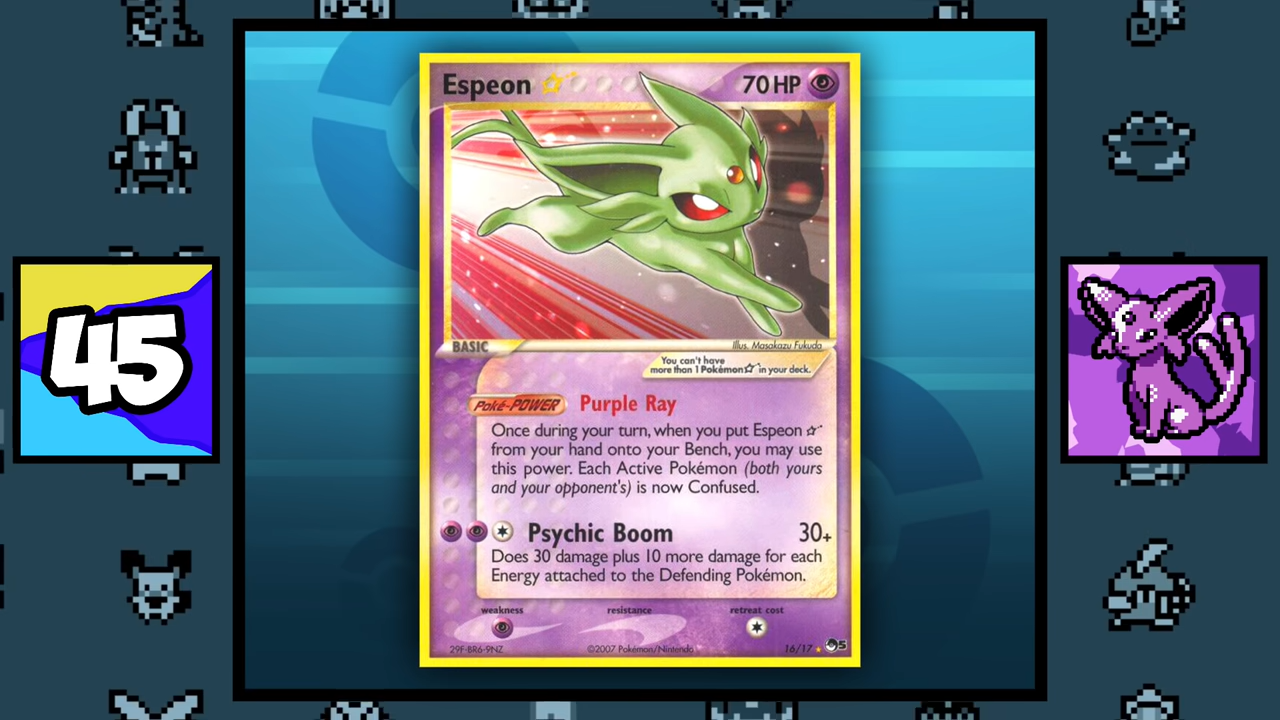 Espeon ☆
70 HP
45
BASIC
Illus. Masakazu Fukuda
You can't have
more than 1 Pokémon ☆ in your deck.
Poké-POWER Purple Ray
Once during your turn, when you put Espeon ☆
from your hand onto your Bench, you may use
this power. Each Active Pokémon (both yours
and your opponent's) is now Confused.
Psychic Boom 30+
Does 30 damage plus 10 more damage for each
Energy attached to the Defending Pokémon.
weakness resistance retreat cost
29F-BR6-9NZ ©2007 Pokémon/Nintendo 16/17 ★ 5